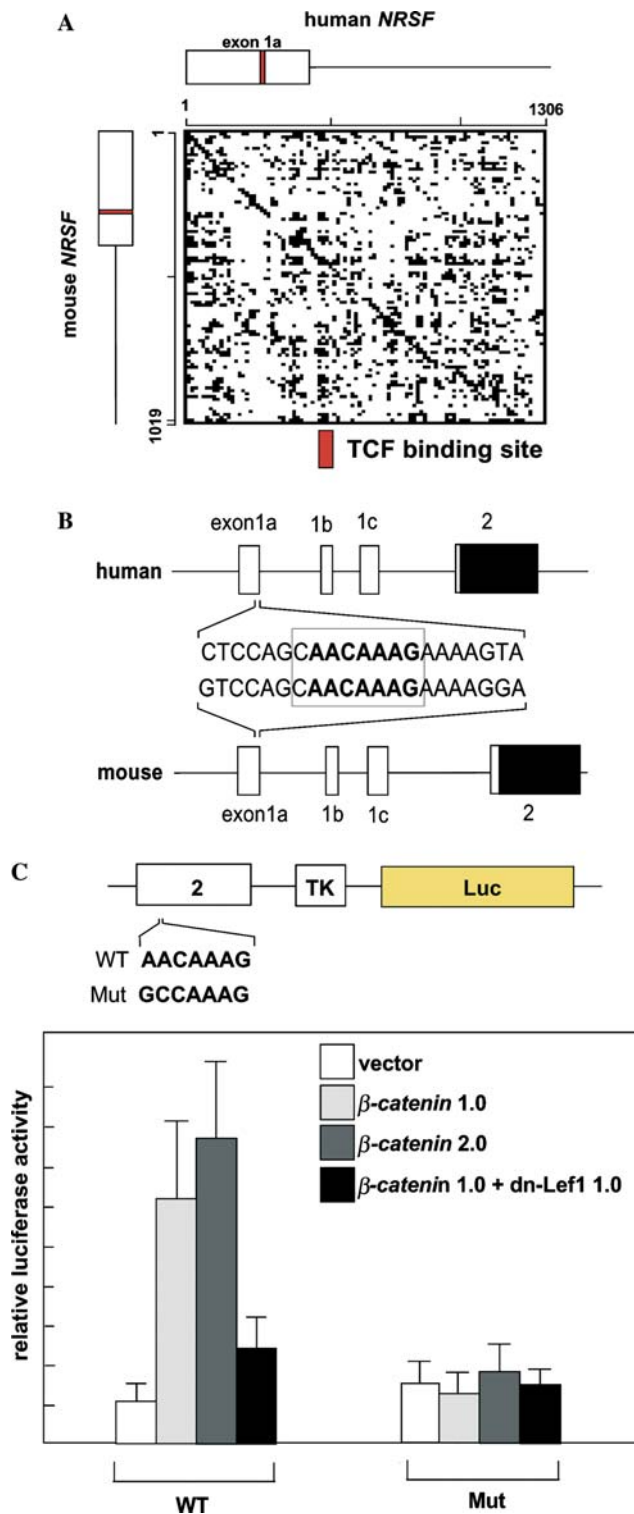 A
human NRSF
exon 1a
1
1306
mouse NRSF
1
1019
TCF binding site
B
exon1a 1b 1c 2
human
CTCCAGCAACAAAGAAAAGTA
GTCCAGCAACAAAGAAAAGGA
mouse
exon1a 1b 1c 2
C
2 TK Luc
WT AACAAAG
Mut GCCAAAG
relative luciferase activity
vector
β-catenin 1.0
β-catenin 2.0
β-catenin 1.0 + dn-Lef1 1.0
WT
Mut